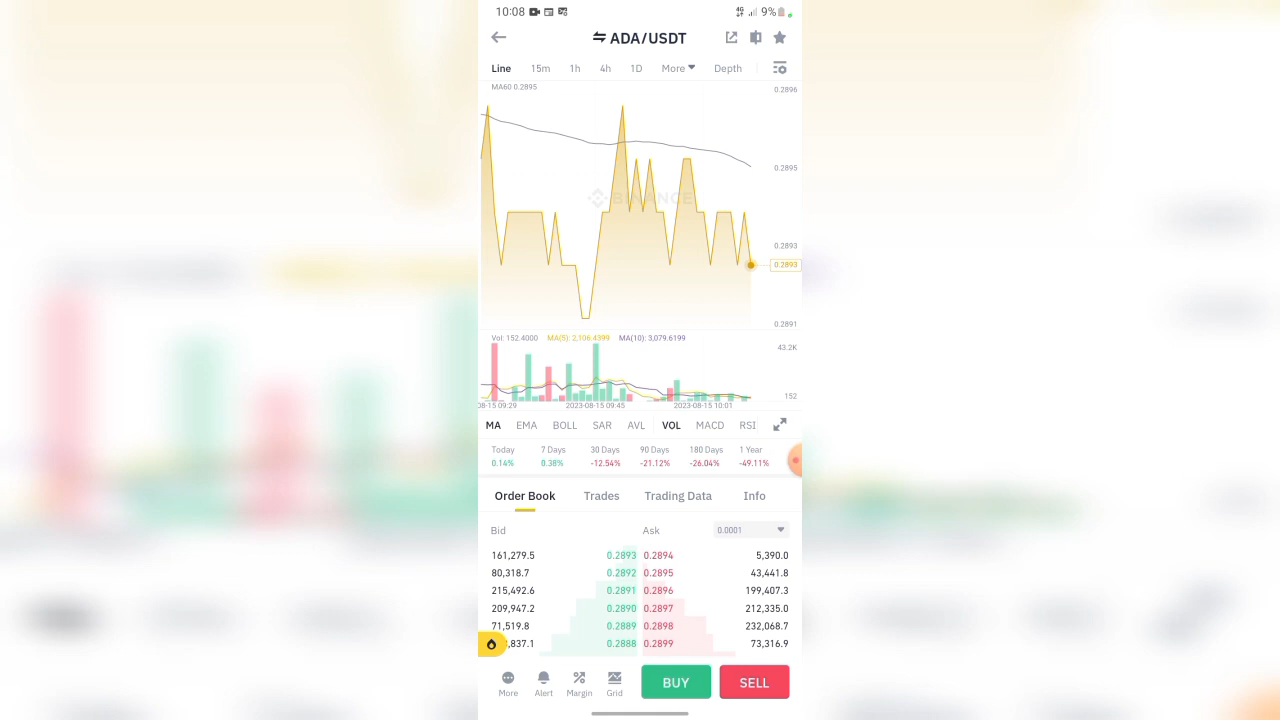 10:08 4G 9%
ADA/USDT
Line 15m 1h 4h 1D More Depth
MA60 0.2895 0.2896
0.2895
BINANCE
0.2893
0.2893
0.2891
Vol: 152.4000 MA(5): 2,106.4399 MA(10): 3,079.6199
43.2K
152
08-15 09:29 2023-08-15 09:45 2023-08-15 10:01
MA EMA BOLL SAR AVL VOL MACD RSI
Today 7 Days 30 Days 90 Days 180 Days 1 Year
0.14% 0.38% -12.54% -21.12% -26.04% -49.11%
Order Book Trades Trading Data Info
Bid Ask 0.0001
161,279.5 0.2893 0.2894 5,390.0
80,318.7 0.2892 0.2895 43,441.8
215,492.6 0.2891 0.2896 199,407.3
209,947.2 0.2890 0.2897 212,335.0
71,519.8 0.2889 0.2898 232,068.7
,837.1 0.2888 0.2899 73,316.9
More Alert Margin Grid BUY SELL